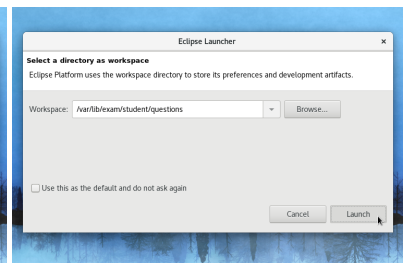 Eclipse Launcher
Select a directory as workspace
Eclipse Platform uses the workspace directory to store its preferences and development artifacts.
Workspace: /var/lib/exam/student/questions Browse...
Use this as the default and do not ask again
Cancel Launch